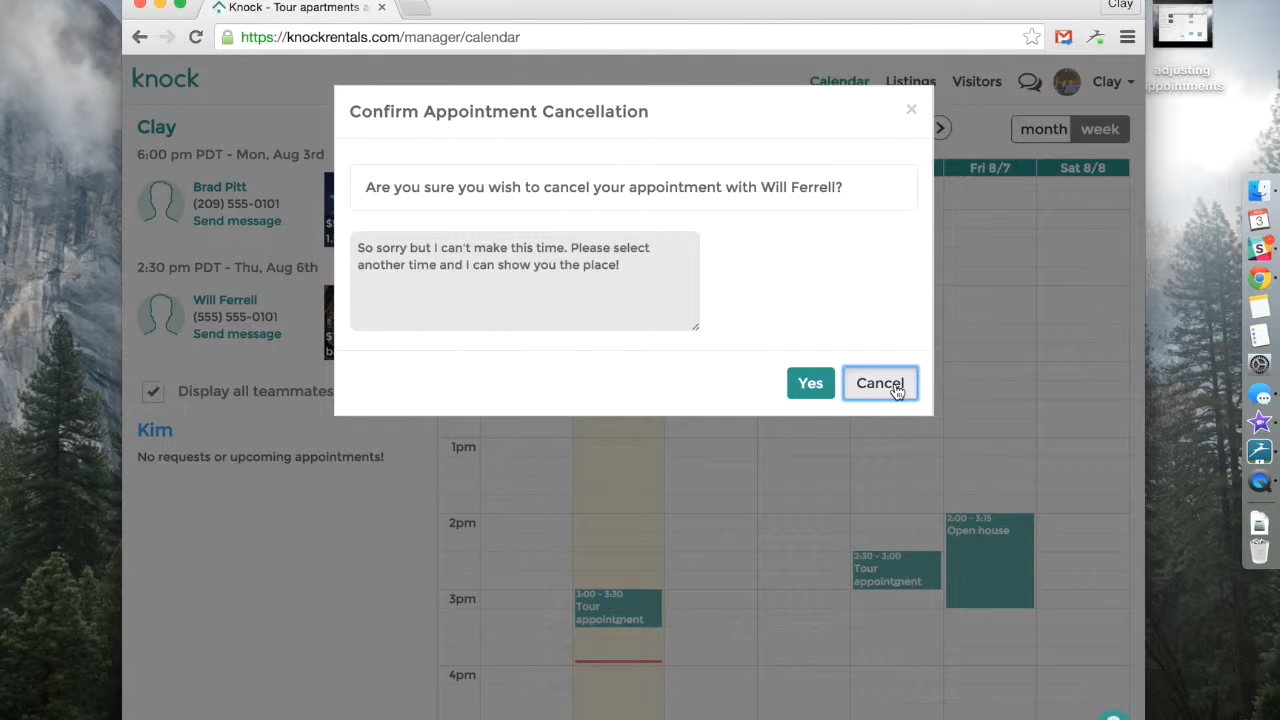 Clay
Knock - Tour apartments a
https://knockrentals.com/manager/calendar
adjusting
appointments
knock
Calendar
Listings
Visitors
Clay
Confirm Appointment Cancellation
month
week
Clay
6:00 pm PDT - Mon, Aug 3rd
Fri 8/7
Sat 8/8
Brad Pitt
(209) 555-0101
Send message
Are you sure you wish to cancel your appointment with Will Ferrell?
So sorry but I can't make this time. Please select
another time and I can show you the place!
2:30 pm PDT - Thu, Aug 6th
Will Ferrell
(555) 555-0101
Send message
Yes
Cancel
Display all teammates
Kim
No requests or upcoming appointments!
1pm
2pm
2:00 - 3:15
Open house
2:30 - 3:00
Tour
appointment
3pm
3:00 - 3:30
Tour
appointment
4pm
3